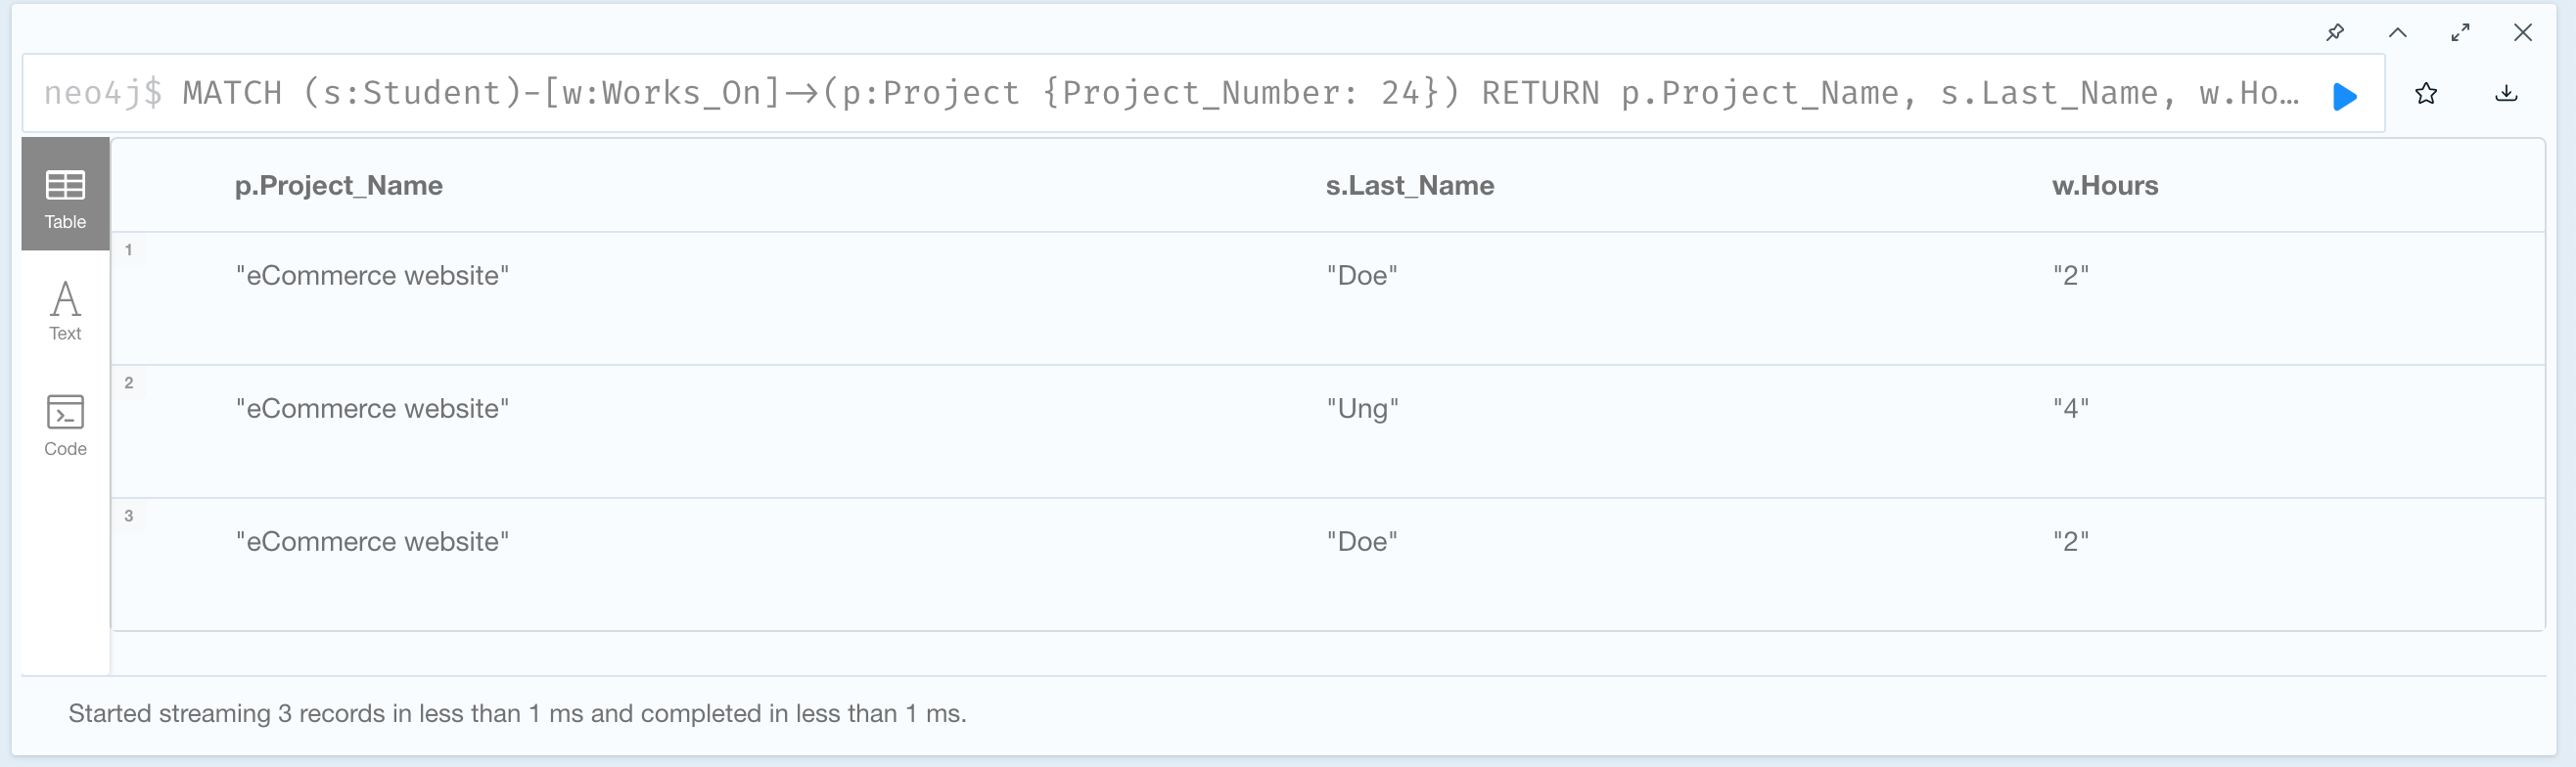 neo4j$ MATCH (s:Student)-[w:Works_On]->(p:Project {Project_Number: 24}) RETURN p.Project_Name, s.Last_Name, w.Ho…
Table
Text
Code
p.Project_Name s.Last_Name w.Hours
1
"eCommerce website" "Doe" "2"
2
"eCommerce website" "Ung" "4"
3
"eCommerce website" "Doe" "2"
Started streaming 3 records in less than 1 ms and completed in less than 1 ms.